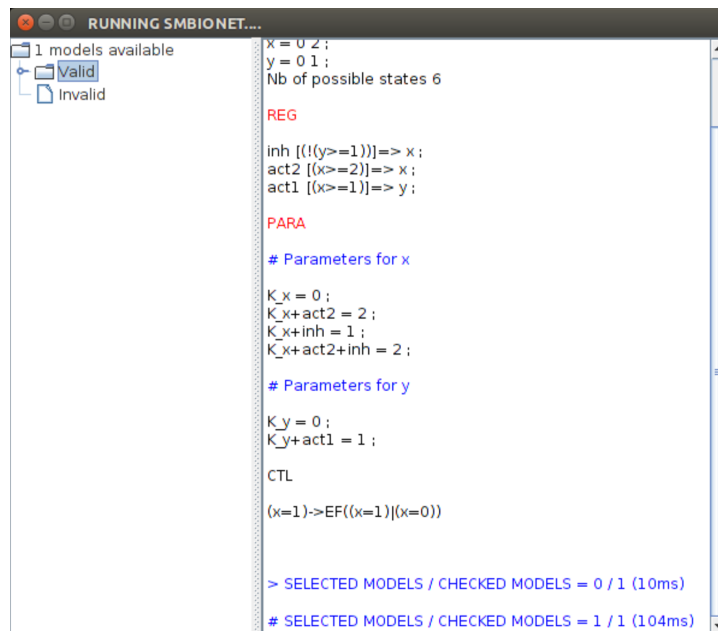 RUNNING SMBIONET....
1 models available
Valid
Invalid
x = 0 2 ;
y = 0 1 ;
Nb of possible states 6
REG
inh [(!(y>=1))]=> x ;
act2 [(x>=2)]=> x ;
act1 [(x>=1)]=> y ;
PARA
# Parameters for x
K_x = 0 ;
K_x+act2 = 2 ;
K_x+inh = 1 ;
K_x+act2+inh = 2 ;
# Parameters for y
K_y = 0 ;
K_y+act1 = 1 ;
CTL
(x=1)->EF((x=1)|(x=0))
> SELECTED MODELS / CHECKED MODELS = 0 / 1 (10ms)
# SELECTED MODELS / CHECKED MODELS = 1 / 1 (104ms)